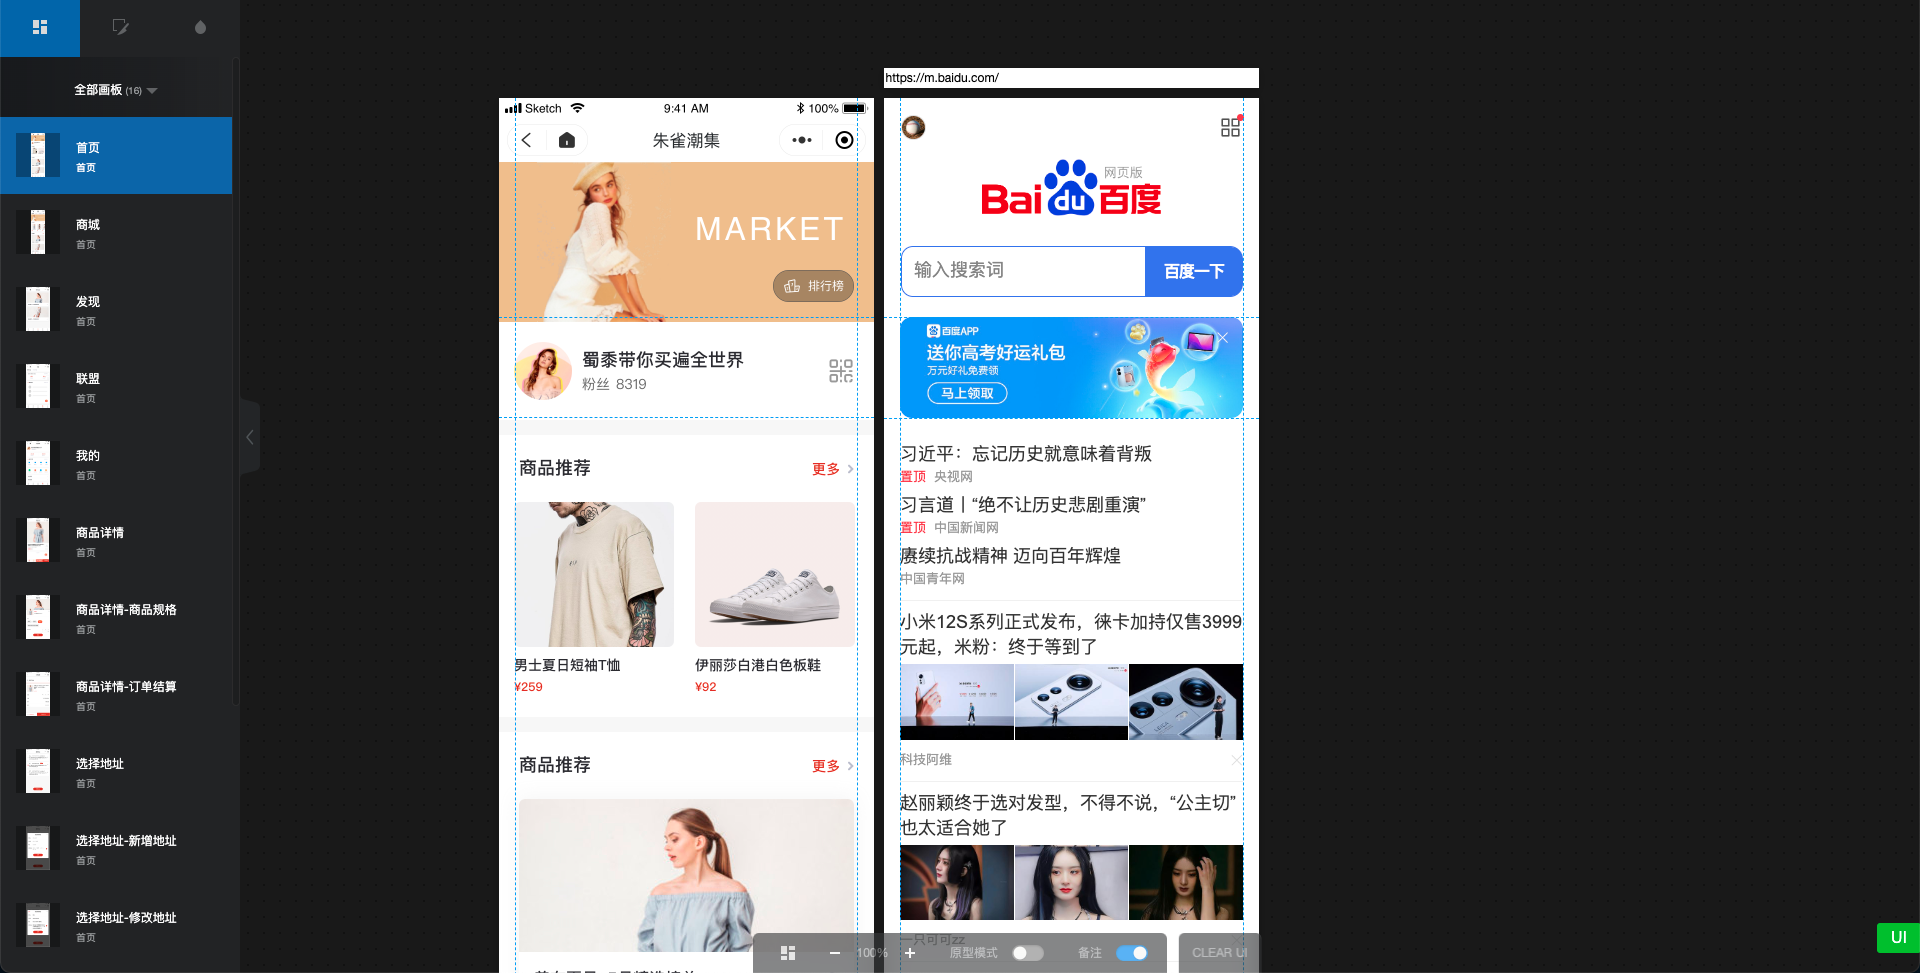 全部画板 (16)
首页
首页
商城
首页
发现
首页
联盟
首页
我的
首页
商品详情
首页
商品详情-商品规格
首页
商品详情-订单结算
首页
选择地址
首页
选择地址-新增地址
首页
选择地址-修改地址
首页
Sketch
9:41 AM
100%
朱雀潮集
MARKET
排行榜
蜀黍带你买遍全世界
粉丝 8319
商品推荐
更多
男士夏日短袖T恤
¥259
伊丽莎白港白色板鞋
¥92
商品推荐
更多
https://m.baidu.com/
网页版
Bai du 百度
输入搜索词
百度一下
百度APP
送你高考好运礼包
万元好礼免费领
马上领取
习近平：忘记历史就意味着背叛
置顶 央视网
习言道丨“绝不让历史悲剧重演”
置顶 中国新闻网
赓续抗战精神 迈向百年辉煌
中国青年网
小米12S系列正式发布，徕卡加持仅售3999
元起，米粉：终于等到了
科技阿维
赵丽颖终于选对发型，不得不说，“公主切”
也太适合她了
一只可可zz
100%
原型模式
备注
CLEAR UI
UI